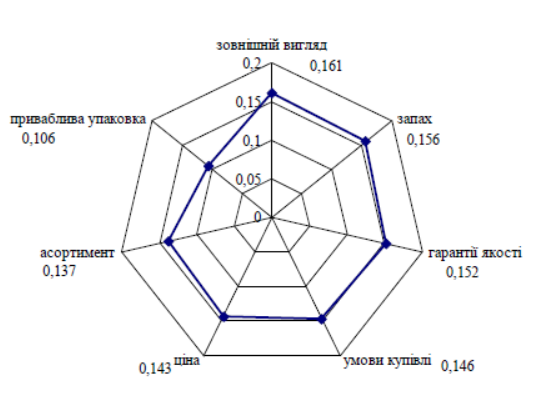 зовнішній вигляд
0,161
0,2
0,15
0,1
0,05
0
запах
0,156
гарантії якості
0,152
умови купівлі 0,146
0,143 ціна
асортимент
0,137
приваблива упаковка
0,106